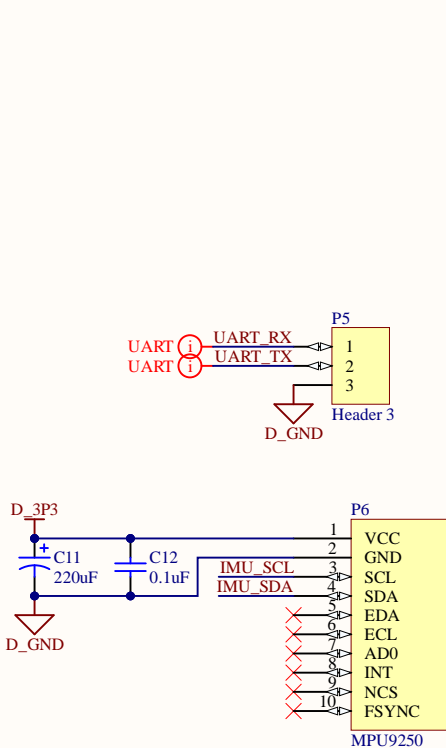 P5
UART i UART_RX 1
UART i UART_TX 2
3
Header 3
D_GND
D_3P3
P6
1 VCC
2 GND
C11
220uF
C12
0.1uF
IMU_SCL 3 SCL
IMU_SDA 4 SDA
5 EDA
6 ECL
7 AD0
8 INT
9 NCS
10 FSYNC
D_GND
MPU9250